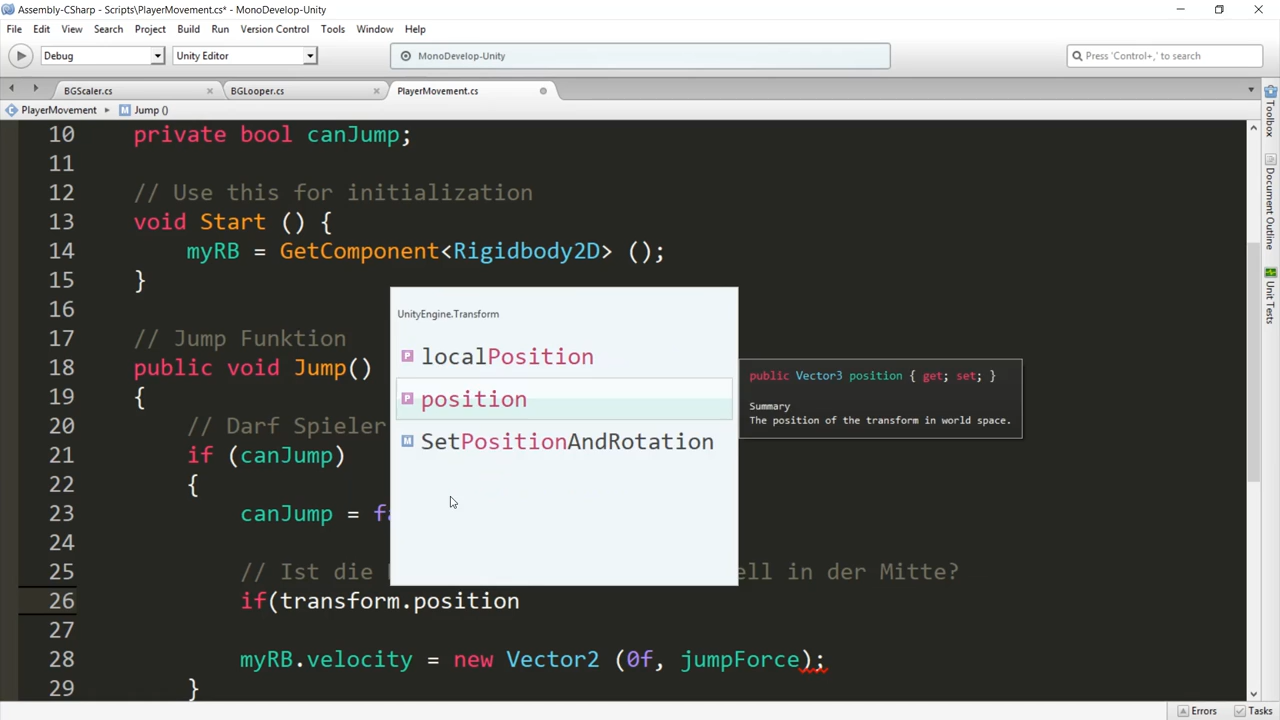 Assembly-CSharp - Scripts\PlayerMovement.cs* - MonoDevelop-Unity
File Edit View Search Project Build Run Version Control Tools Window Help
Debug Unity Editor MonoDevelop-Unity Press 'Control+,' to search
BGScaler.cs BGLooper.cs PlayerMovement.cs
PlayerMovement Jump ()
10 private bool canJump;
11
12 // Use this for initialization
13 void Start () {
14 myRB = GetComponent<Rigidbody2D> ();
15 }
16
17 // Jump Funktion
18 public void Jump()
19 {
20 // Darf Spieler
21 if (canJump)
22 {
23 canJump = fa
24
25 // Ist die ell in der Mitte?
26 if(transform.position
27
28 myRB.velocity = new Vector2 (0f, jumpForce);
29 }
UnityEngine.Transform
localPosition
position
SetPositionAndRotation
public Vector3 position { get; set; }
Summary
The position of the transform in world space.
Toolbox
Document Outline
Unit Tests
Errors Tasks